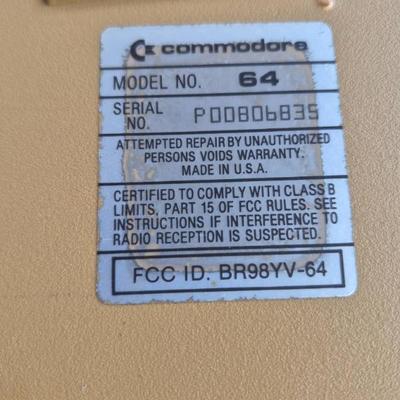 commodore
MODEL NO. 64
SERIAL NO. P00806835
ATTEMPTED REPAIR BY UNAUTHORIZED
PERSONS VOIDS WARRANTY.
MADE IN U.S.A.
CERTIFIED TO COMPLY WITH CLASS B
LIMITS, PART 15 OF FCC RULES. SEE
INSTRUCTIONS IF INTERFERENCE TO
RADIO RECEPTION IS SUSPECTED.
FCC ID. BR98YV-64